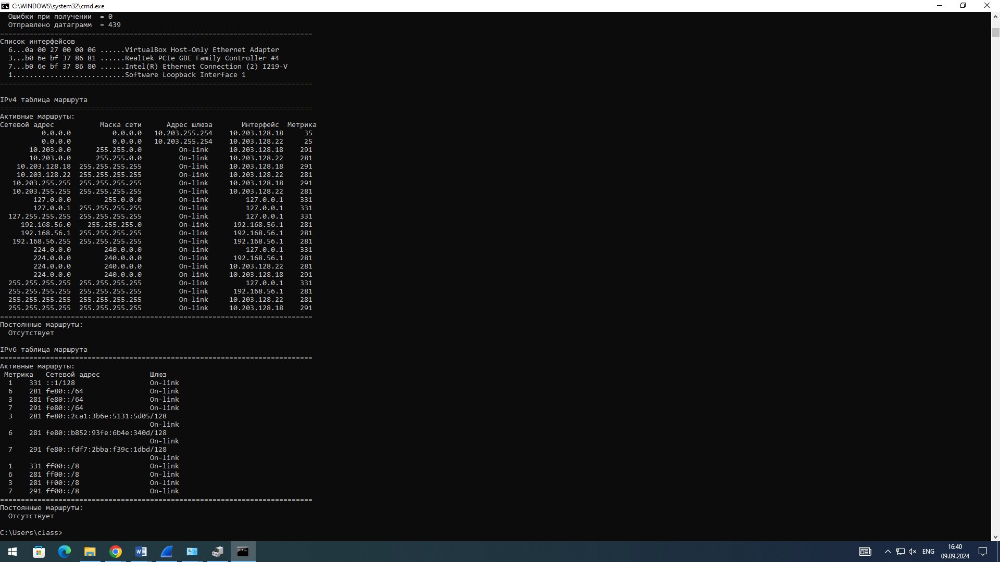 C:\WINDOWS\system32\cmd.exe
Ошибки при получении = 0
Отправлено датаграмм = 439
===========================================================================
Список интерфейсов
6...0a 00 27 00 00 06 ......VirtualBox Host-Only Ethernet Adapter
3...b0 6e bf 37 86 81 ......Realtek PCIe GBE Family Controller #4
7...b0 6e bf 37 86 80 ......Intel(R) Ethernet Connection (2) I219-V
1...........................Software Loopback Interface 1
===========================================================================
IPv4 таблица маршрута
===========================================================================
Активные маршруты:
Сетевой адрес Маска сети Адрес шлюза Интерфейс Метрика
0.0.0.0 0.0.0.0 10.203.255.254 10.203.128.18 35
0.0.0.0 0.0.0.0 10.203.255.254 10.203.128.22 25
10.203.0.0 255.255.0.0 On-link 10.203.128.18 291
10.203.0.0 255.255.0.0 On-link 10.203.128.22 281
10.203.128.18 255.255.255.255 On-link 10.203.128.18 291
10.203.128.22 255.255.255.255 On-link 10.203.128.22 281
10.203.255.255 255.255.255.255 On-link 10.203.128.18 291
10.203.255.255 255.255.255.255 On-link 10.203.128.22 281
127.0.0.0 255.0.0.0 On-link 127.0.0.1 331
127.0.0.1 255.255.255.255 On-link 127.0.0.1 331
127.255.255.255 255.255.255.255 On-link 127.0.0.1 331
192.168.56.0 255.255.255.0 On-link 192.168.56.1 281
192.168.56.1 255.255.255.255 On-link 192.168.56.1 281
192.168.56.255 255.255.255.255 On-link 192.168.56.1 281
224.0.0.0 240.0.0.0 On-link 127.0.0.1 331
224.0.0.0 240.0.0.0 On-link 192.168.56.1 281
224.0.0.0 240.0.0.0 On-link 10.203.128.22 281
224.0.0.0 240.0.0.0 On-link 10.203.128.18 291
255.255.255.255 255.255.255.255 On-link 127.0.0.1 331
255.255.255.255 255.255.255.255 On-link 192.168.56.1 281
255.255.255.255 255.255.255.255 On-link 10.203.128.22 281
255.255.255.255 255.255.255.255 On-link 10.203.128.18 291
===========================================================================
Постоянные маршруты:
Отсутствует
IPv6 таблица маршрута
===========================================================================
Активные маршруты:
Метрика Сетевой адрес Шлюз
1 331 ::1/128 On-link
6 281 fe80::/64 On-link
3 281 fe80::/64 On-link
7 291 fe80::/64 On-link
3 281 fe80::2ca1:3b6e:5131:5d05/128
On-link
6 281 fe80::b852:93fe:6b4e:340d/128
On-link
7 291 fe80::fdf7:2bba:f39c:1dbd/128
On-link
1 331 ff00::/8 On-link
6 281 ff00::/8 On-link
3 281 ff00::/8 On-link
7 291 ff00::/8 On-link
===========================================================================
Постоянные маршруты:
Отсутствует
C:\Users\class>
ENG
16:40
09.09.2024